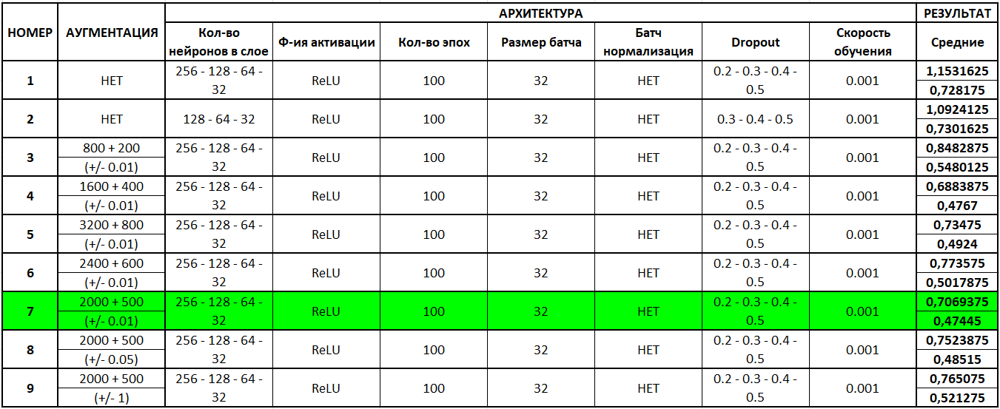 НОМЕР АУГМЕНТАЦИЯ АРХИТЕКТУРА РЕЗУЛЬТАТ
Кол-во нейронов в слое Ф-ия активации Кол-во эпох Размер батча Батч нормализация Dropout Скорость обучения Средние
1 НЕТ 256 - 128 - 64 - 32 ReLU 100 32 НЕТ 0.2 - 0.3 - 0.4 - 0.5 0.001 1,1531625
0,728175
2 НЕТ 128 - 64 - 32 ReLU 100 32 НЕТ 0.3 - 0.4 - 0.5 0.001 1,0924125
0,7301625
3 800 + 200 256 - 128 - 64 - 32 ReLU 100 32 НЕТ 0.2 - 0.3 - 0.4 - 0.5 0.001 0,8482875
(+/- 0.01) 0,5480125
4 1600 + 400 256 - 128 - 64 - 32 ReLU 100 32 НЕТ 0.2 - 0.3 - 0.4 - 0.5 0.001 0,6883875
(+/- 0.01) 0,4767
5 3200 + 800 256 - 128 - 64 - 32 ReLU 100 32 НЕТ 0.2 - 0.3 - 0.4 - 0.5 0.001 0,73475
(+/- 0.01) 0,4924
6 2400 + 600 256 - 128 - 64 - 32 ReLU 100 32 НЕТ 0.2 - 0.3 - 0.4 - 0.5 0.001 0,773575
(+/- 0.01) 0,5017875
7 2000 + 500 256 - 128 - 64 - 32 ReLU 100 32 НЕТ 0.2 - 0.3 - 0.4 - 0.5 0.001 0,7069375
(+/- 0.01) 0,47445
8 2000 + 500 256 - 128 - 64 - 32 ReLU 100 32 НЕТ 0.2 - 0.3 - 0.4 - 0.5 0.001 0,7523875
(+/- 0.05) 0,48515
9 2000 + 500 256 - 128 - 64 - 32 ReLU 100 32 НЕТ 0.2 - 0.3 - 0.4 - 0.5 0.001 0,765075
(+/- 1) 0,521275